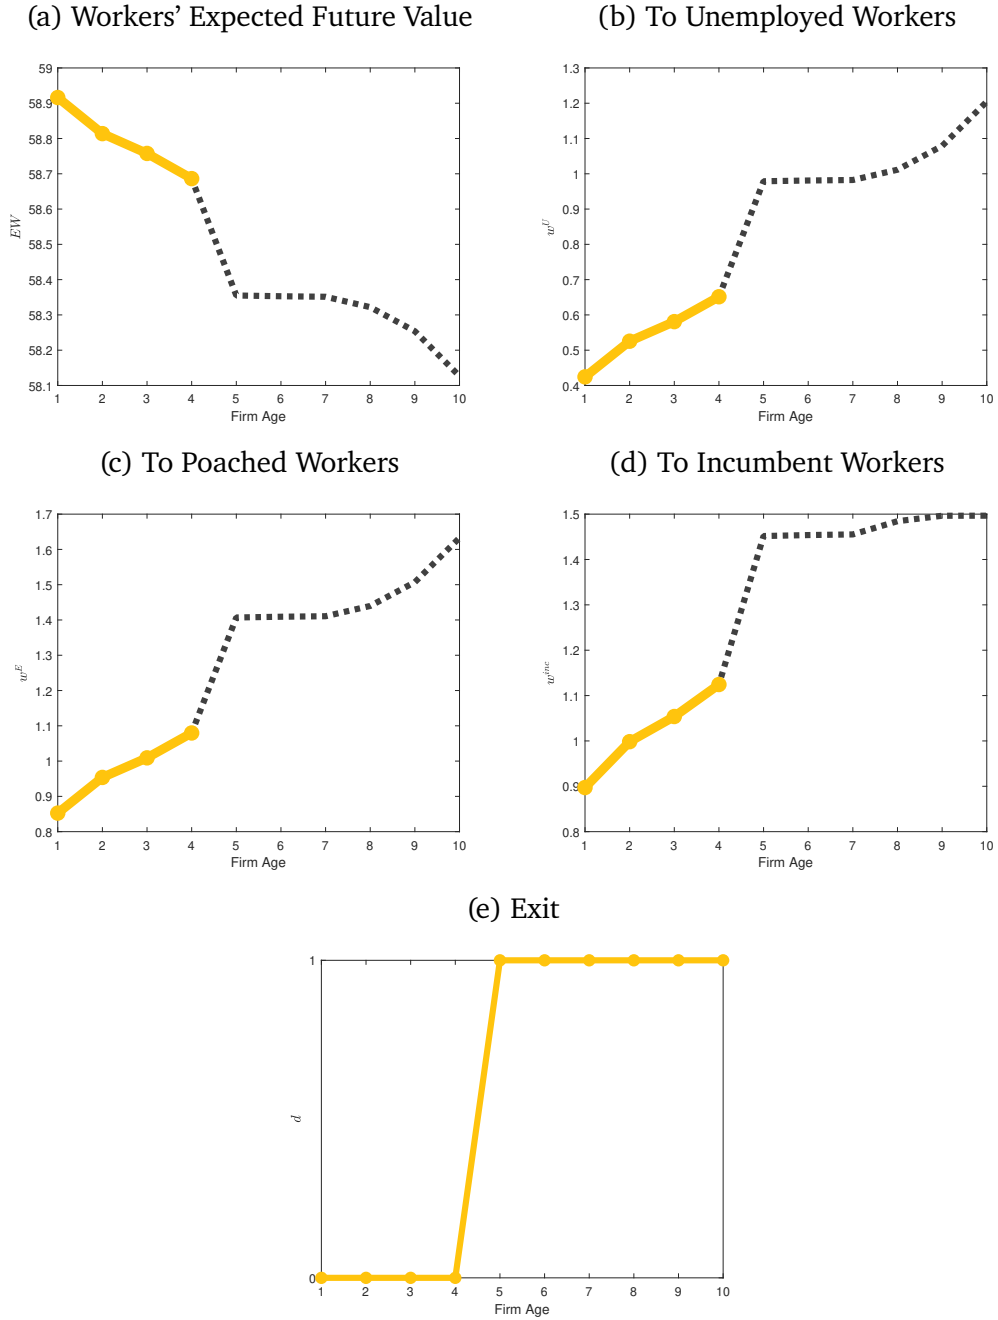 (a) Workers’ Expected Future Value
(b) To Unemployed Workers
59
58.9
58.8
58.7
58.6
58.5
58.4
58.3
58.2
58.1
EW
1 2 3 4 5 6 7 8 9 10
Firm Age
1.3
1.2
1.1
1
0.9
0.8
0.7
0.6
0.5
0.4
w^U
1 2 3 4 5 6 7 8 9 10
Firm Age
(c) To Poached Workers
(d) To Incumbent Workers
1.7
1.6
1.5
1.4
1.3
1.2
1.1
1
0.9
0.8
w^E
1 2 3 4 5 6 7 8 9 10
Firm Age
1.5
1.4
1.3
1.2
1.1
1
0.9
0.8
w^{inc}
1 2 3 4 5 6 7 8 9 10
Firm Age
(e) Exit
1
0
d
1 2 3 4 5 6 7 8 9 10
Firm Age